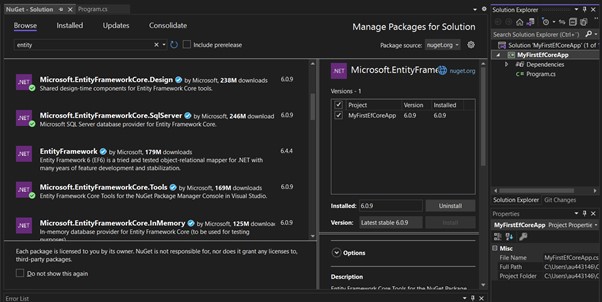 NuGet - Solution
Program.cs
Browse
Installed
Updates
Consolidate
Manage Packages for Solution
entity
Include prerelease
Package source: nuget.org
.NET
Microsoft.EntityFrameworkCore.Design by Microsoft, 238M downloads 6.0.9
Shared design-time components for Entity Framework Core tools.
.NET
Microsoft.EntityFrameworkCore.SqlServer by Microsoft, 246M downloads 6.0.9
Microsoft SQL Server database provider for Entity Framework Core.
.NET
EntityFramework by Microsoft, 179M downloads 6.4.4
Entity Framework 6 (EF6) is a tried and tested object-relational mapper for .NET with
many years of feature development and stabilization.
.NET
Microsoft.EntityFrameworkCore.Tools by Microsoft, 169M downloads 6.0.9
Entity Framework Core Tools for the NuGet Package Manager Console in Visual Studio.
.NET
Microsoft.EntityFrameworkCore.InMemory by Microsoft, 125M downloads 6.0.9
In-memory database provider for Entity Framework Core (to be used for testing
Each package is licensed to you by its owner. NuGet is not responsible for, nor does it grant any licenses to,
third-party packages.
Do not show this again
Error List
.NET
Microsoft.EntityFrame
nuget.org
Versions - 1
Project Version Installed
MyFirstEfCoreApp 6.0.9 6.0.9
Installed: 6.0.9 Uninstall
Version: Latest stable 6.0.9
Options
Description
Entity Framework Core Tools for the NuGet Package
Solution Explorer
Search Solution Explorer (Ctrl+
Solution 'MyFirstEfCoreApp' (1 of 1
MyFirstEfCoreApp
Dependencies
C# Program.cs
Solution Explorer Git Changes
Properties
MyFirstEfCoreApp Project Properties
Misc
File Name MyFirstEfCoreApp.cs
Full Path C:\Users\au443146\C
Project Folder C:\Users\au443146\C